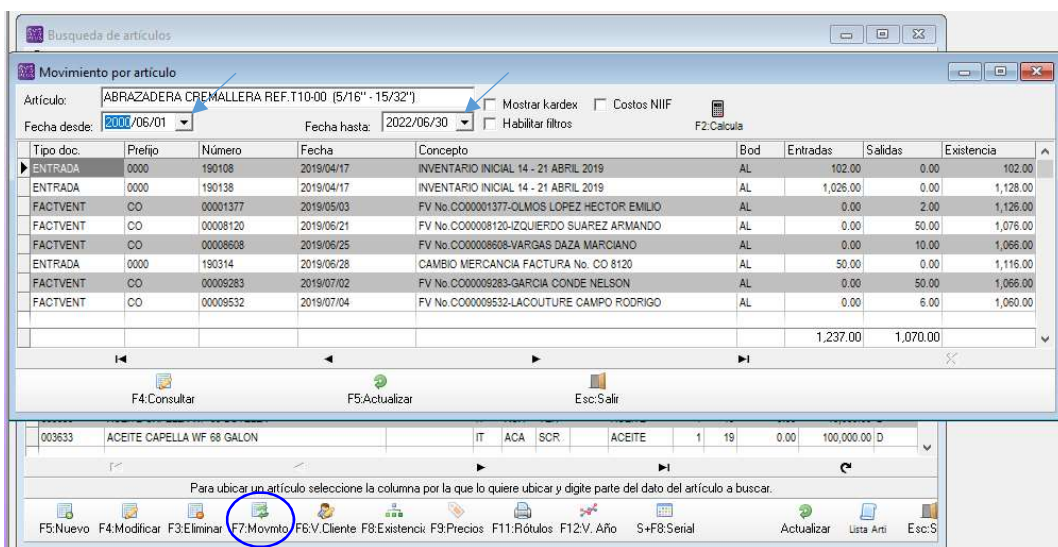 Busqueda de artículos
Movimiento por artículo
Artículo: ABRAZADERA CREMALLERA REF.T10-00 (5/16" - 15/32") Mostrar kardex Costos NIIF
Fecha desde: 2000/06/01 Fecha hasta: 2022/06/30 Habilitar filtros F2:Calcula
Tipo doc. Prefijo Número Fecha Concepto Bod Entradas Salidas Existencia
ENTRADA 0000 190108 2019/04/17 INVENTARIO INICIAL 14 - 21 ABRIL 2019 AL 102.00 0.00 102.00
ENTRADA 0000 190138 2019/04/17 INVENTARIO INICIAL 14 - 21 ABRIL 2019 AL 1,026.00 0.00 1,128.00
FACTVENT CO 00001377 2019/05/03 FV No.CO00001377-OLMOS LOPEZ HECTOR EMILIO AL 0.00 2.00 1,126.00
FACTVENT CO 00008120 2019/06/21 FV No.CO00008120-IZQUIERDO SUAREZ ARMANDO AL 0.00 50.00 1,076.00
FACTVENT CO 00008608 2019/06/25 FV No.CO00008608-VARGAS DAZA MARCIANO AL 0.00 10.00 1,066.00
ENTRADA 0000 190314 2019/06/28 CAMBIO MERCANCIA FACTURA No. CO 8120 AL 50.00 0.00 1,116.00
FACTVENT CO 00009283 2019/07/02 FV No.CO00009283-GARCIA CONDE NELSON AL 0.00 50.00 1,066.00
FACTVENT CO 00009532 2019/07/04 FV No.CO00009532-LACOUTURE CAMPO RODRIGO AL 0.00 6.00 1,060.00
1,237.00 1,070.00
F4:Consultar F5:Actualizar Esc:Salir
003633 ACEITE CAPELLA WF 68 GALON IT ACA SCR ACEITE 1 19 0.00 100,000.00 D
Para ubicar un artículo seleccione la columna por la que lo quiere ubicar y digite parte del dato del artículo a buscar.
F5:Nuevo F4:Modificar F3:Eliminar F7:Movmto F6:V.Cliente F8:Existencia F9:Precios F11:Rótulos F12:V. Año S+F8:Serial Actualizar Lista Arti Esc:S